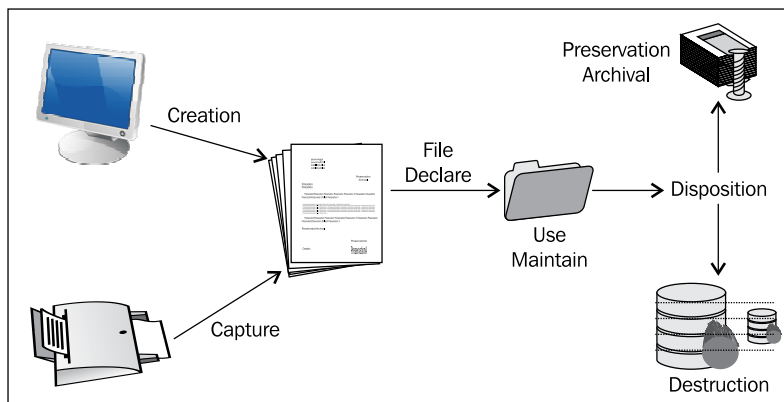 Creation
Capture
File
Declare
Use
Maintain
Disposition
Preservation
Archival
Destruction